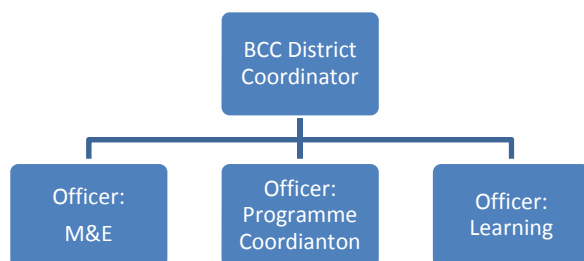 BCC District
Coordinator
Officer:
M&E
Officer:
Programme
Coordianton
Officer:
Learning